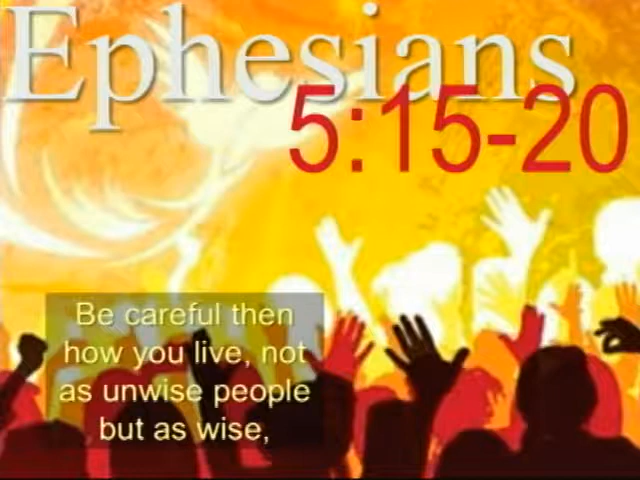 Ephesians
5:15-20
Be careful then
how you live, not
as unwise people
but as wise,